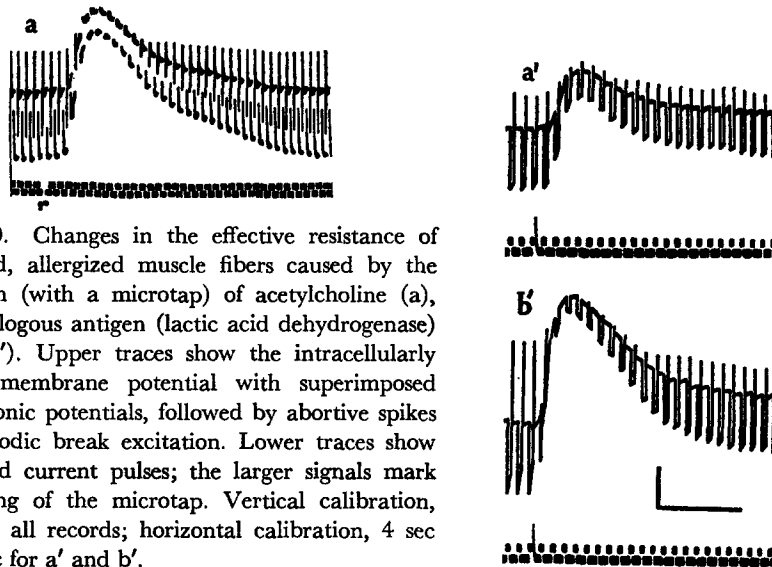 a
a′
r
). Changes in the effective resistance of
d, allergized muscle fibers caused by the
n (with a microtap) of acetylcholine (a),
ologous antigen (lactic acid dehydrogenase)
′). Upper traces show the intracellularly
membrane potential with superimposed
onic potentials, followed by abortive spikes
odic break excitation. Lower traces show
d current pulses; the larger signals mark
ng of the microtap. Vertical calibration,
all records; horizontal calibration, 4 sec
c for a′ and b′.
b′